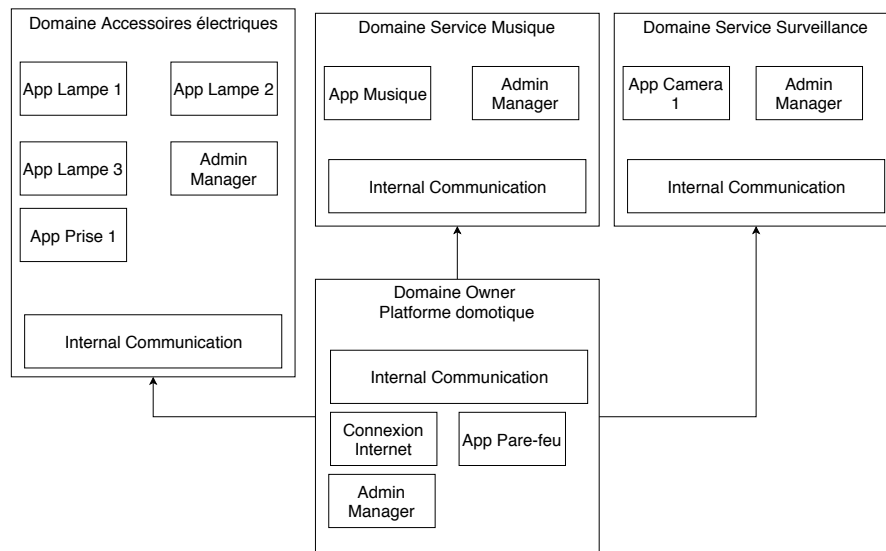 Domaine Accessoires électriques
App Lampe 1
App Lampe 2
App Lampe 3
Admin
Manager
App Prise 1
Internal Communication
Domaine Service Musique
App Musique
Admin
Manager
Internal Communication
Domaine Service Surveillance
App Camera
1
Admin
Manager
Internal Communication
Domaine Owner
Platforme domotique
Internal Communication
Connexion
Internet
App Pare-feu
Admin
Manager